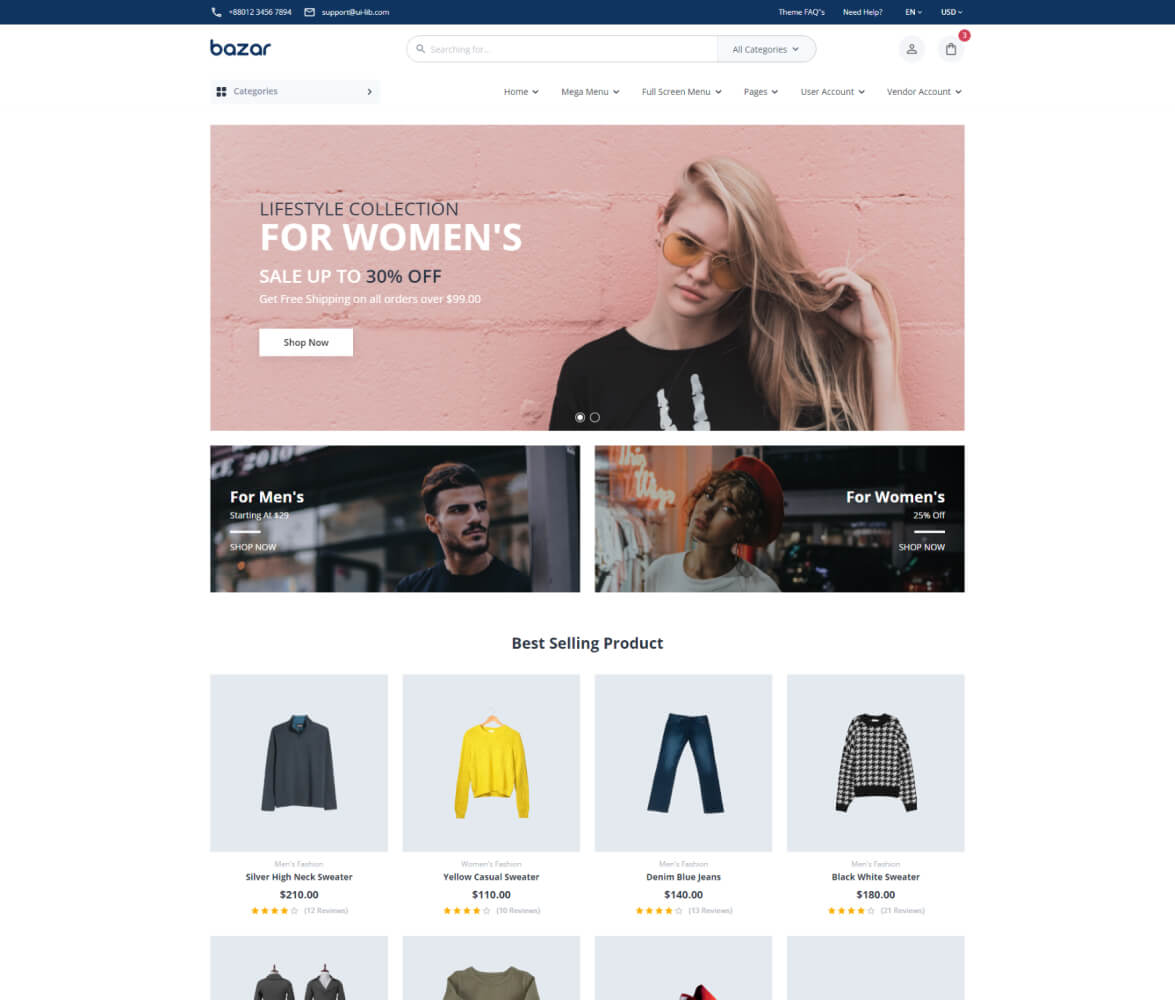 +88012 3456 7894 support@ui-lib.com Theme FAQ"s Need Help? EN USD
bazar Searching for... All Categories 3
Categories Home Mega Menu Full Screen Menu Pages User Account Vendor Account
LIFESTYLE COLLECTION
FOR WOMEN'S
SALE UP TO 30% OFF
Get Free Shipping on all orders over $99.00
Shop Now
CE 2010
For Men's
Starting At $29
SHOP NOW
For Women's
25% Off
SHOP NOW
Best Selling Product
Men's Fashion
Silver High Neck Sweater
$210.00
(12 Reviews)
Women's Fashion
Yellow Casual Sweater
$110.00
(10 Reviews)
Men's Fashion
Denim Blue Jeans
$140.00
(13 Reviews)
Men's Fashion
Black White Sweater
$180.00
(21 Reviews)